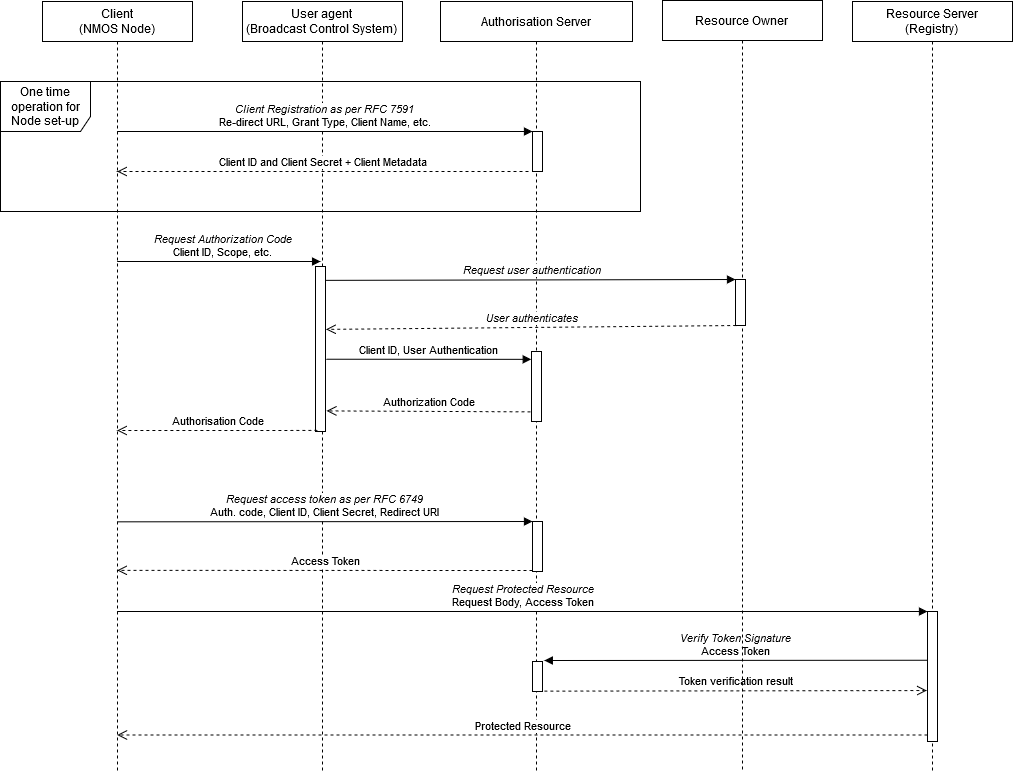 Client
(NMOS Node)
User agent
(Broadcast Control System)
Authorisation Server
Resource Owner
Resource Server
(Registry)
One time
operation for
Node set-up
Client Registration as per RFC 7591
Re-direct URL, Grant Type, Client Name, etc.
Client ID and Client Secret + Client Metadata
Request Authorization Code
Client ID, Scope, etc.
Request user authentication
User authenticates
Client ID, User Authentication
Authorization Code
Authorisation Code
Request access token as per RFC 6749
Auth. code, Client ID, Client Secret, Redirect URI
Access Token
Request Protected Resource
Request Body, Access Token
Verify Token Signature
Access Token
Token verification result
Protected Resource